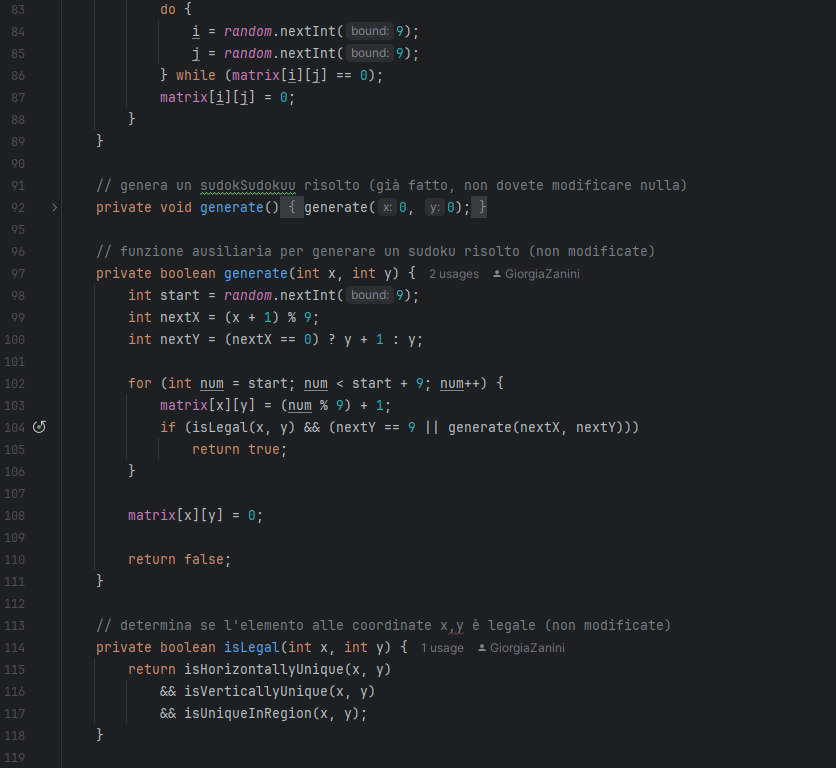 83 do {
84 i = random.nextInt( bound: 9);
85 j = random.nextInt( bound: 9);
86 } while (matrix[i][j] == 0);
87 matrix[i][j] = 0;
88 }
89 }
90
91 // genera un sudokSudokuu risolto (già fatto, non dovete modificare nulla)
92 private void generate() { generate( x: 0, y: 0); }
95
96 // funzione ausiliaria per generare un sudoku risolto (non modificate)
97 private boolean generate(int x, int y) { 2 usages GiorgiaZanini
98 int start = random.nextInt( bound: 9);
99 int nextX = (x + 1) % 9;
100 int nextY = (nextX == 0) ? y + 1 : y;
101
102 for (int num = start; num < start + 9; num++) {
103 matrix[x][y] = (num % 9) + 1;
104 if (isLegal(x, y) && (nextY == 9 || generate(nextX, nextY)))
105 return true;
106 }
107
108 matrix[x][y] = 0;
109
110 return false;
111 }
112
113 // determina se l'elemento alle coordinate x,y è legale (non modificate)
114 private boolean isLegal(int x, int y) { 1 usage GiorgiaZanini
115 return isHorizontallyUnique(x, y)
116 && isVerticallyUnique(x, y)
117 && isUniqueInRegion(x, y);
118 }
119